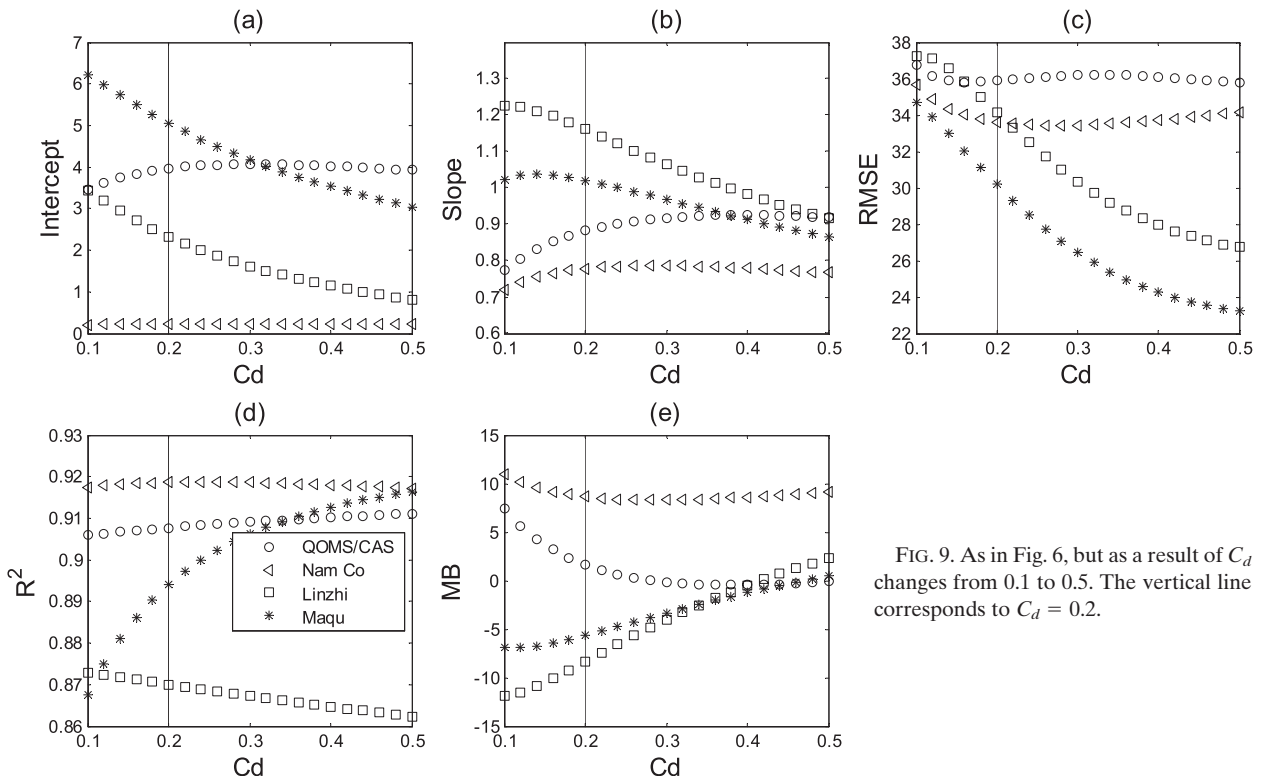 (a)
7
6
5
4
3
2
1
0
Intercept
0.1 0.2 0.3 0.4 0.5
Cd
(b)
1.3
1.2
1.1
1
0.9
0.8
0.7
0.6
Slope
0.1 0.2 0.3 0.4 0.5
Cd
(c)
38
36
34
32
30
28
26
24
22
RMSE
0.1 0.2 0.3 0.4 0.5
Cd
(d)
0.93
0.92
0.91
0.9
0.89
0.88
0.87
0.86
R²
QOMS/CAS
Nam Co
Linzhi
Maqu
0.1 0.2 0.3 0.4 0.5
Cd
(e)
15
10
5
0
-5
-10
-15
MB
0.1 0.2 0.3 0.4 0.5
Cd
FIG. 9. As in Fig. 6, but as a result of Cd
changes from 0.1 to 0.5. The vertical line
corresponds to Cd = 0.2.